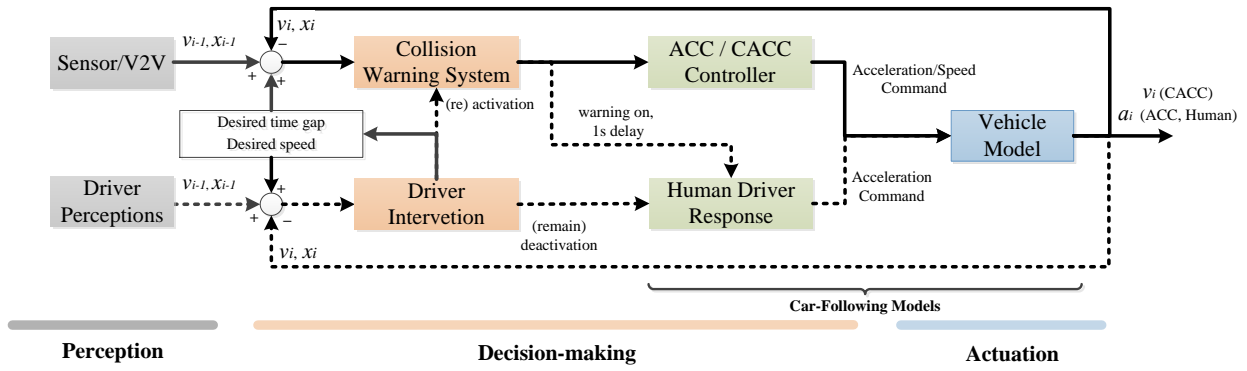 vi, xi
vi-1, xi-1
Sensor/V2V
−
+
+
Collision
Warning System
ACC / CACC
Controller
Acceleration/Speed
Command
vi (CACC)
ai (ACC, Human)
(re) activation
warning on,
1s delay
Desired time gap
Desired speed
Vehicle
Model
Driver
Perceptions
vi-1, xi-1
+
+
−
Driver
Intervetion
Human Driver
Response
Acceleration
Command
(remain)
deactivation
vi, xi
Car-Following Models
Perception
Decision-making
Actuation